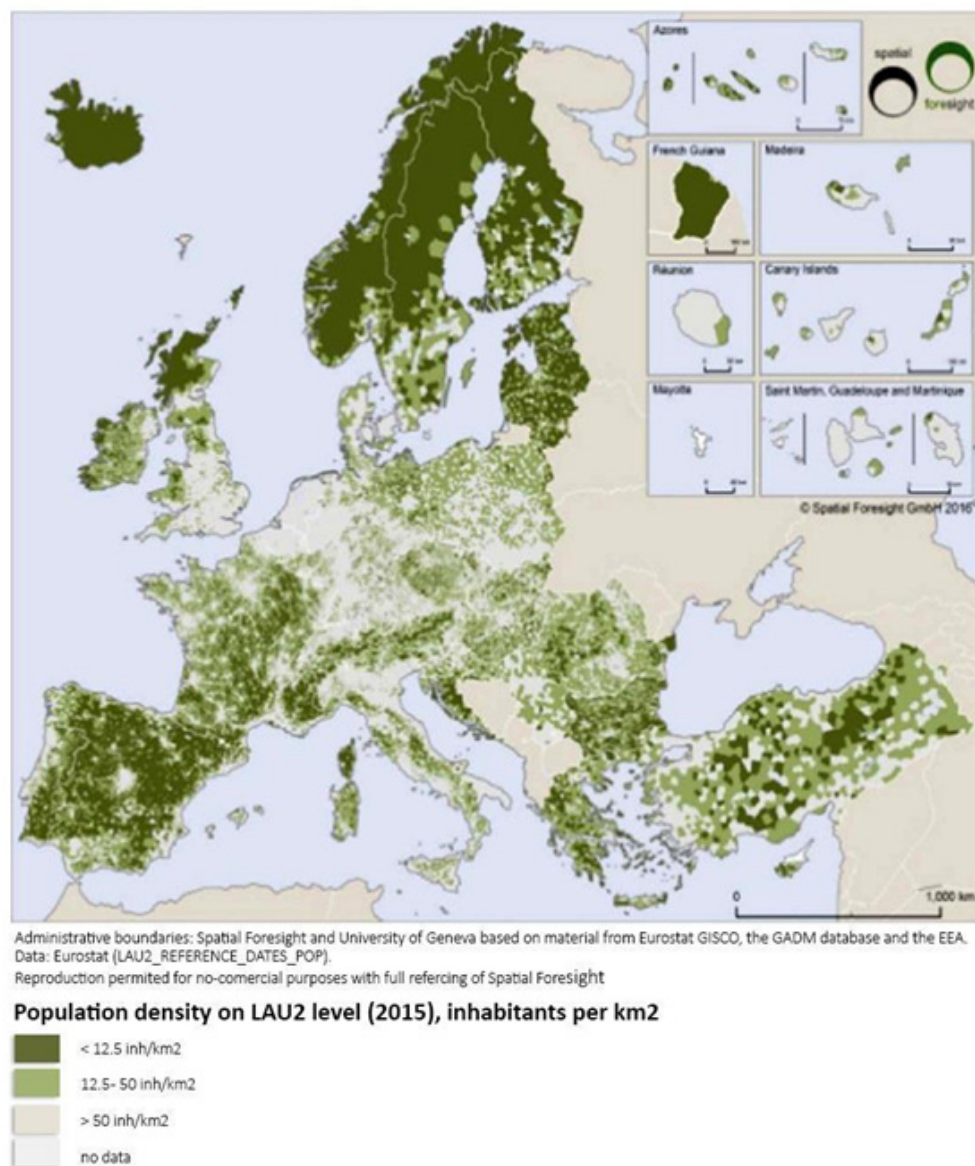 Azores
spatial
foresight
French Guiana
Madeira
Réunion
Canary Islands
Mayotte
Saint Martin, Guadeloupe and Martinique
© Spatial Foresight GmbH 2016
0
1,000 km
Administrative boundaries: Spatial Foresight and University of Geneva based on material from Eurostat GISCO, the GADM database and the EEA.
Data: Eurostat (LAU2_REFERENCE_DATES_POP).
Reproduction permited for no-comercial purposes with full refercing of Spatial Foresight
Population density on LAU2 level (2015), inhabitants per km2
< 12.5 inh/km2
12.5- 50 inh/km2
> 50 inh/km2
no data